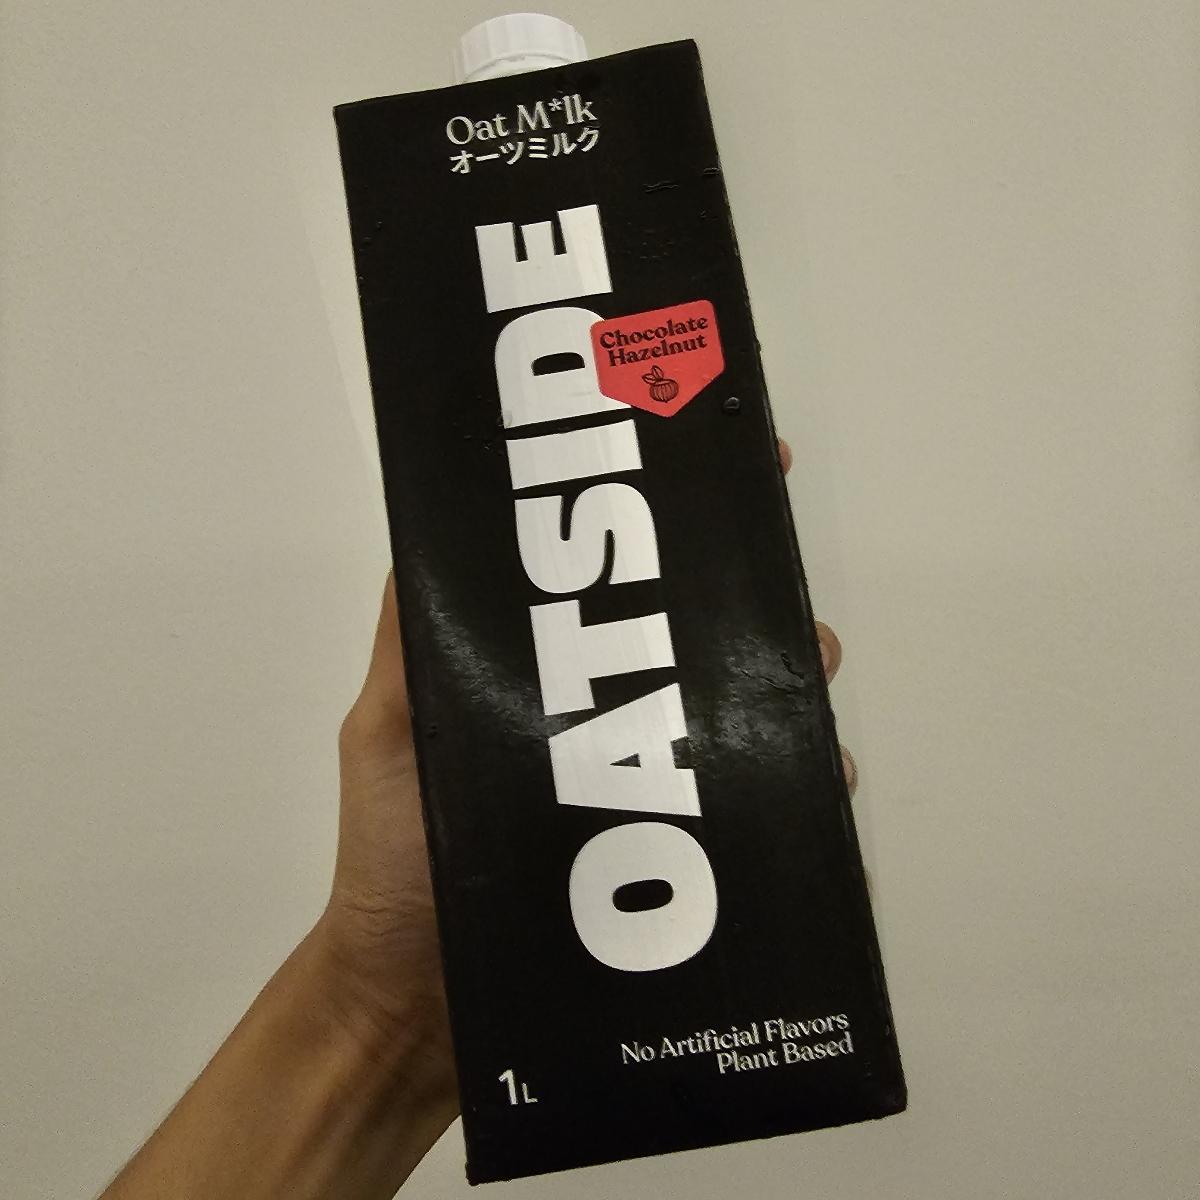 Oat M*lk
オーツミルク
OATSIDE
Chocolate
Hazelnut
No Artificial Flavors
Plant Based
1L